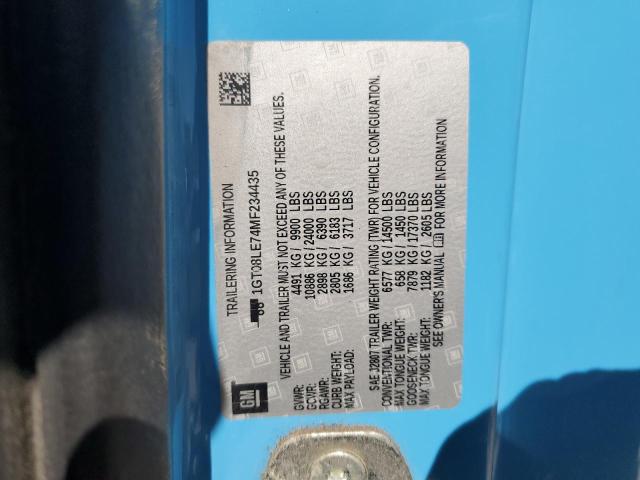 GM
TRAILERING INFORMATION
1GT08LE74MF234435
VEHICLE AND TRAILER MUST NOT EXCEED ANY OF THESE VALUES.
GVWR: 4491 KG / 9900 LBS
GCWR: 10886 KG / 24000 LBS
RGAWR: 2898 KG / 6390 LBS
CURB WEIGHT: 2805 KG / 6183 LBS
MAX PAYLOAD: 1686 KG / 3717 LBS
SAE J2807 TRAILER WEIGHT RATING (TWR) FOR VEHICLE CONFIGURATION.
CONVENTIONAL TWR: 6577 KG / 14500 LBS
MAX TONGUE WEIGHT: 658 KG / 1450 LBS
GOOSENECK TWR: 7879 KG / 17370 LBS
MAX TONGUE WEIGHT: 1182 KG / 2605 LBS
SEE OWNERS MANUAL FOR MORE INFORMATION